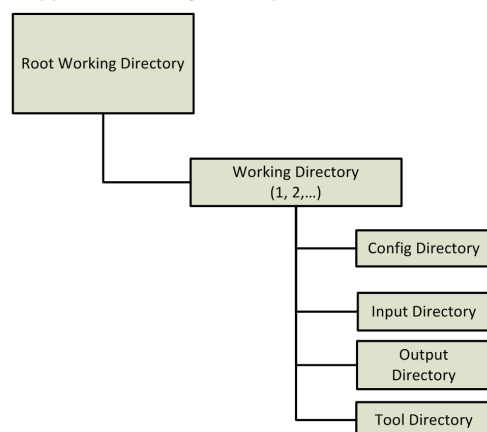 Root Working Directory
Working Directory
(1, 2,...)
Config Directory
Input Directory
Output
Directory
Tool Directory